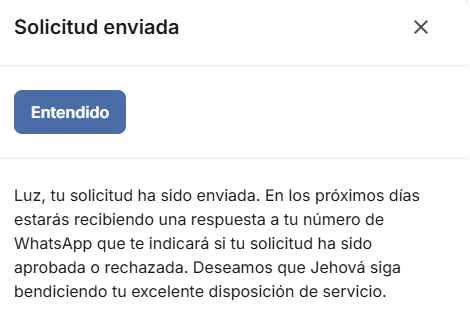 Solicitud enviada
Entendido
Luz, tu solicitud ha sido enviada. En los próximos días
estarás recibiendo una respuesta a tu número de
WhatsApp que te indicará si tu solicitud ha sido
aprobada o rechazada. Deseamos que Jehová siga
bendiciendo tu excelente disposición de servicio.